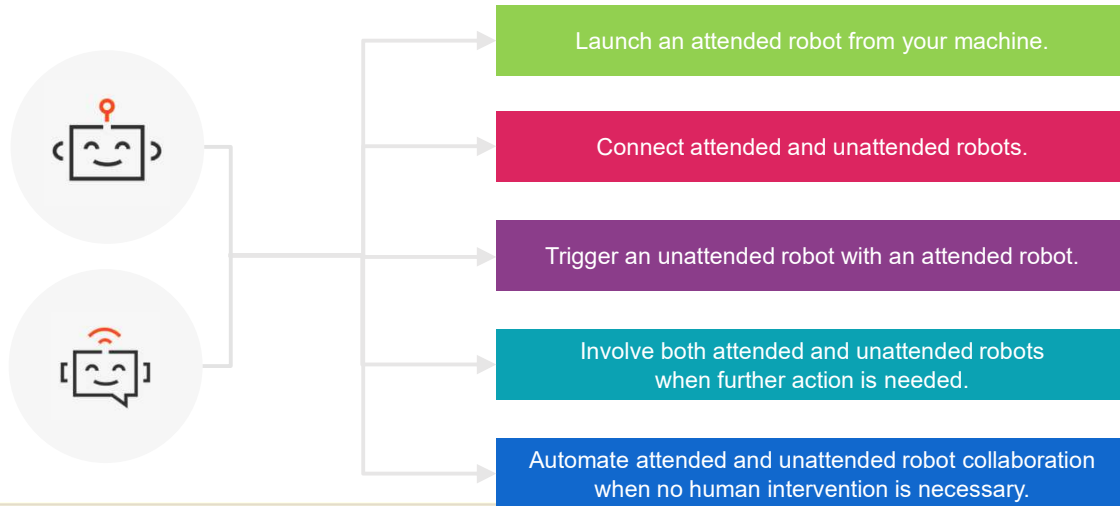 Launch an attended robot from your machine.
Connect attended and unattended robots.
Trigger an unattended robot with an attended robot.
Involve both attended and unattended robots
when further action is needed.
Automate attended and unattended robot collaboration
when no human intervention is necessary.